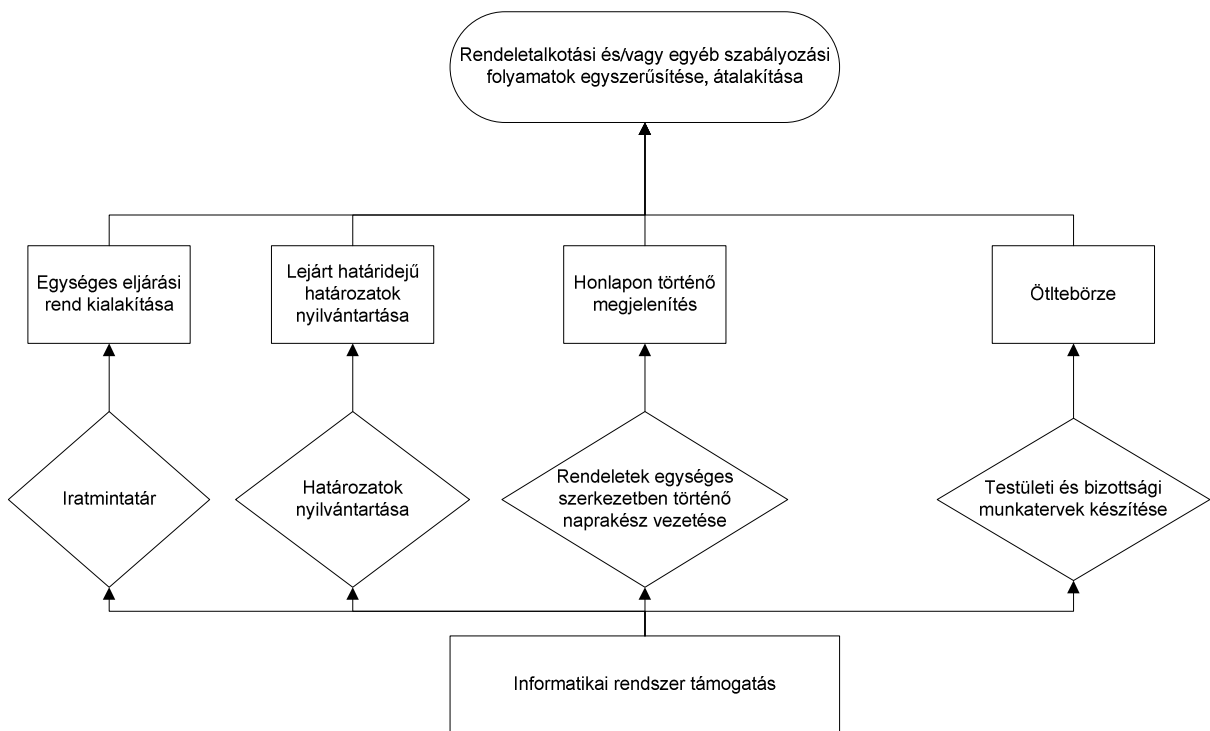 Rendeletalkotási és/vagy egyéb szabályozási
folyamatok egyszerűsítése, átalakítása
Egységes eljárási
rend kialakítása
Lejárt határidejű
határozatok
nyilvántartása
Honlapon történő
megjelenítés
Ötltebörze
Iratmintatár
Határozatok
nyilvántartása
Rendeletek egységes
szerkezetben történő
naprakész vezetése
Testületi és bizottsági
munkatervek készítése
Informatikai rendszer támogatás